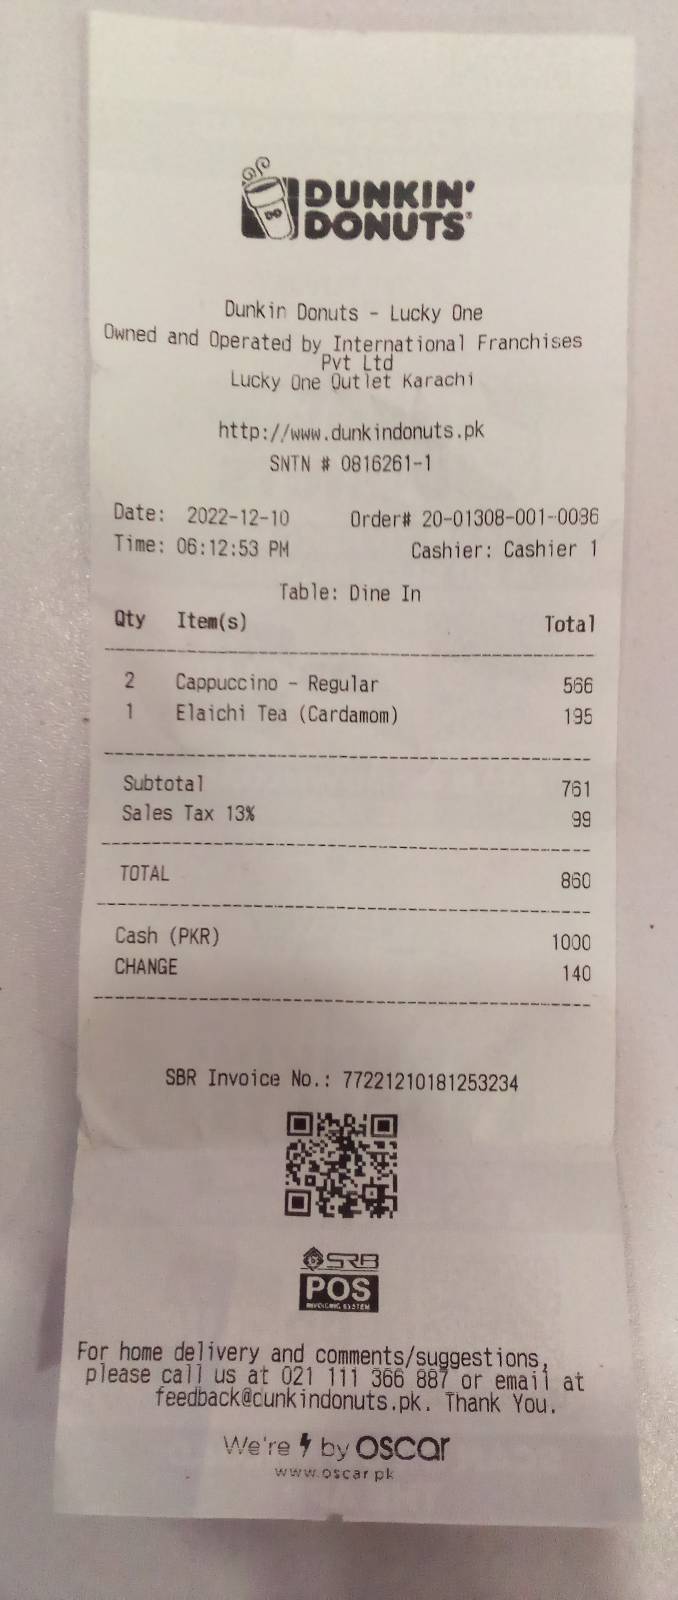 DUNKIN'
DONUTS
Dunkin Donuts - Lucky One
Owned and Operated by International Franchises
Pvt Ltd
Lucky One Outlet Karachi
http://www.dunkindonuts.pk
SNTN # 0816261-1
Date: 2022-12-10 Order# 20-01308-001-0036
Time: 06:12:53 PM Cashier: Cashier 1
Table: Dine In
Qty Item(s) Total
2 Cappuccino - Regular 566
1 Elaichi Tea (Cardamom) 195
Subtotal 761
Sales Tax 13% 99
TOTAL 860
Cash (PKR) 1000
CHANGE 140
SBR Invoice No.: 77221210181253234
SRB
POS
INVOICING SYSTEM
For home delivery and comments/suggestions,
please call us at 021 111 366 887 or email at
feedback@dunkindonuts.pk. Thank You.
We're by OSCAR
www.oscar.pk